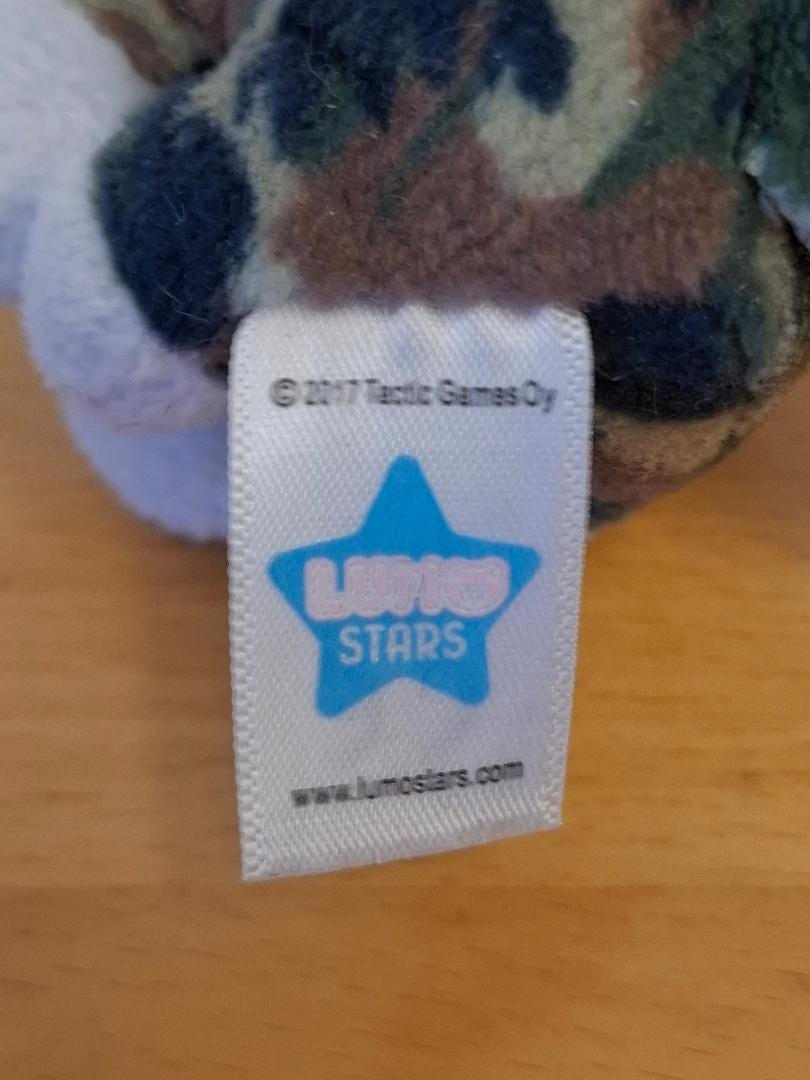 © 2017 Tactic Games Oy
LUMO
STARS
www.lumostars.com